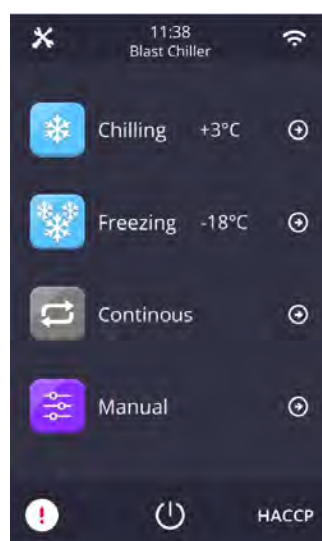 11:38
Blast Chiller
Chilling +3°C
Freezing -18°C
Continous
Manual
!
HACCP